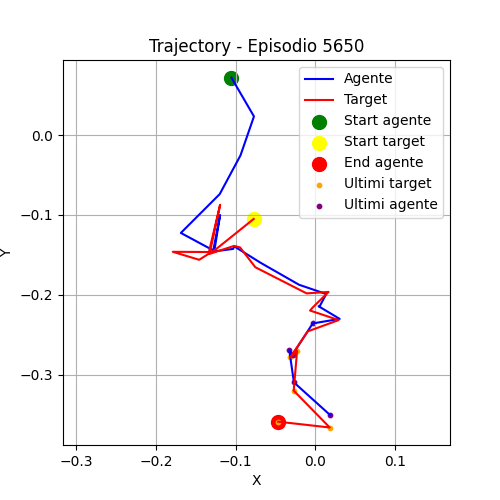 Trajectory - Episodio 5650
Agente
Target
Start agente
Start target
End agente
Ultimi target
Ultimi agente
0.0
−0.1
−0.2
−0.3
Y
−0.3
−0.2
−0.1
0.0
0.1
X